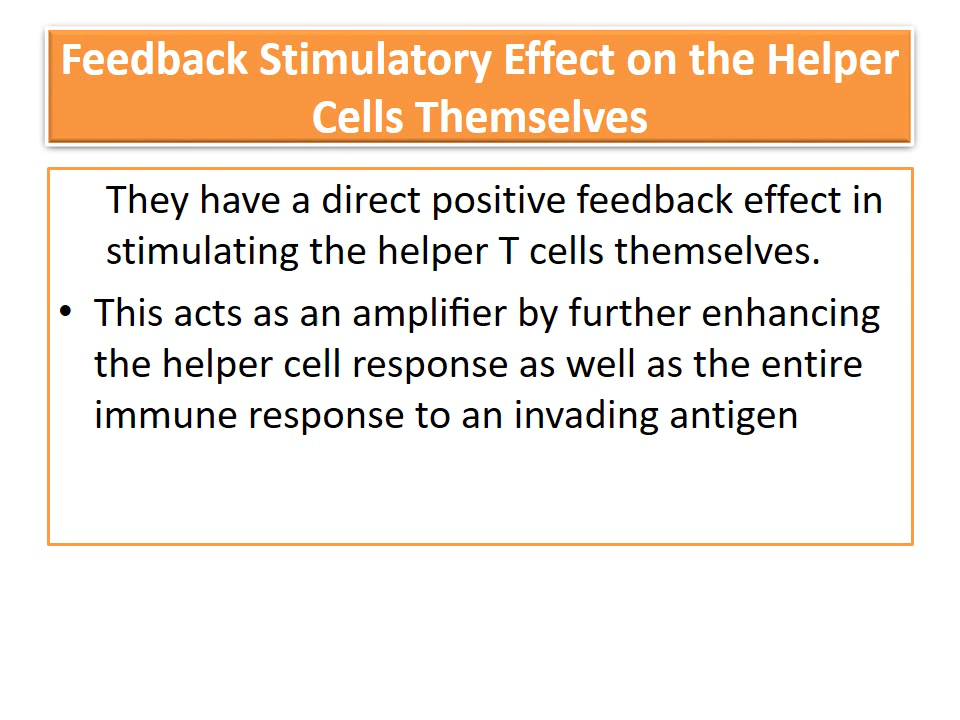 Feedback Stimulatory Effect on the Helper
Cells Themselves
They have a direct positive feedback effect in
stimulating the helper T cells themselves.
• This acts as an amplifier by further enhancing
the helper cell response as well as the entire
immune response to an invading antigen